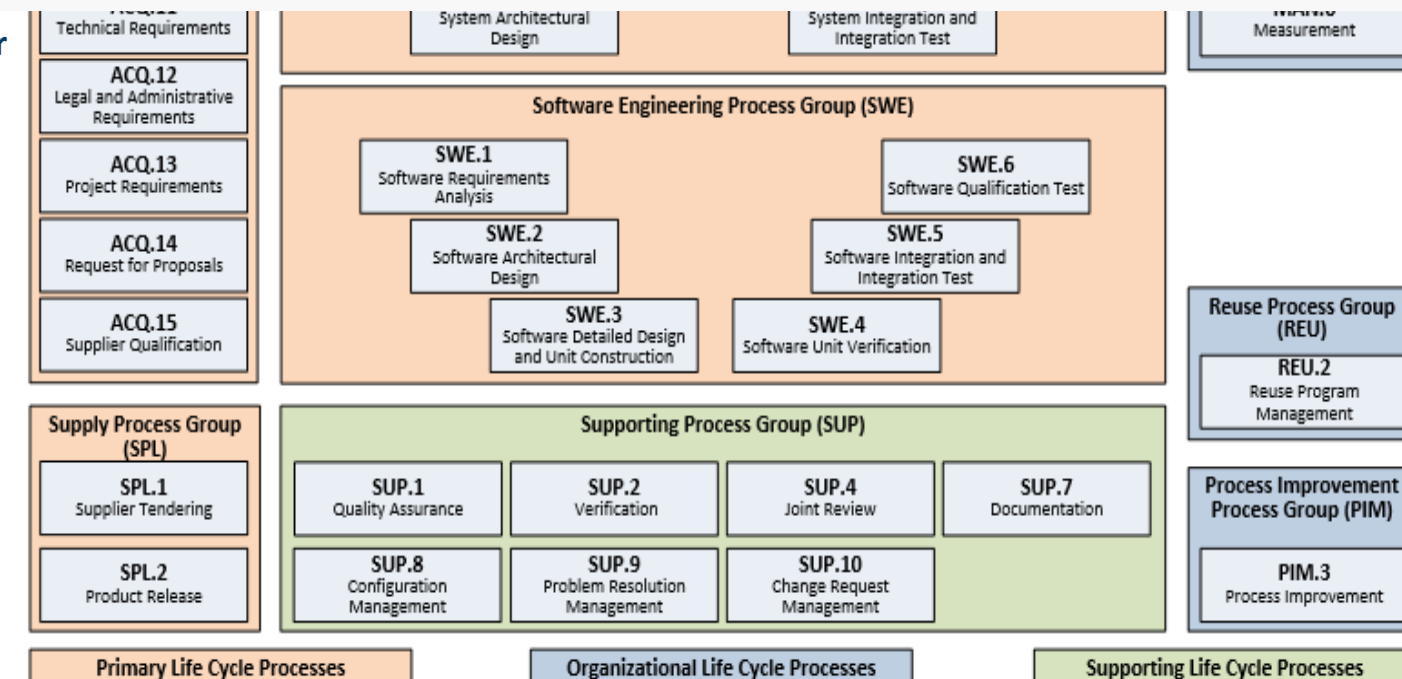 r
Technical Requirements
ACQ.12
Legal and Administrative
Requirements
ACQ.13
Project Requirements
ACQ.14
Request for Proposals
ACQ.15
Supplier Qualification
System Architectural
Design
System Integration and
Integration Test
Measurement
Software Engineering Process Group (SWE)
SWE.1
Software Requirements
Analysis
SWE.6
Software Qualification Test
SWE.2
Software Architectural
Design
SWE.5
Software Integration and
Integration Test
SWE.3
Software Detailed Design
and Unit Construction
SWE.4
Software Unit Verification
Reuse Process Group
(REU)
REU.2
Reuse Program
Management
Supply Process Group
(SPL)
SPL.1
Supplier Tendering
SPL.2
Product Release
Supporting Process Group (SUP)
SUP.1
Quality Assurance
SUP.2
Verification
SUP.4
Joint Review
SUP.7
Documentation
SUP.8
Configuration
Management
SUP.9
Problem Resolution
Management
SUP.10
Change Request
Management
Process Improvement
Process Group (PIM)
PIM.3
Process Improvement
Primary Life Cycle Processes
Organizational Life Cycle Processes
Supporting Life Cycle Processes